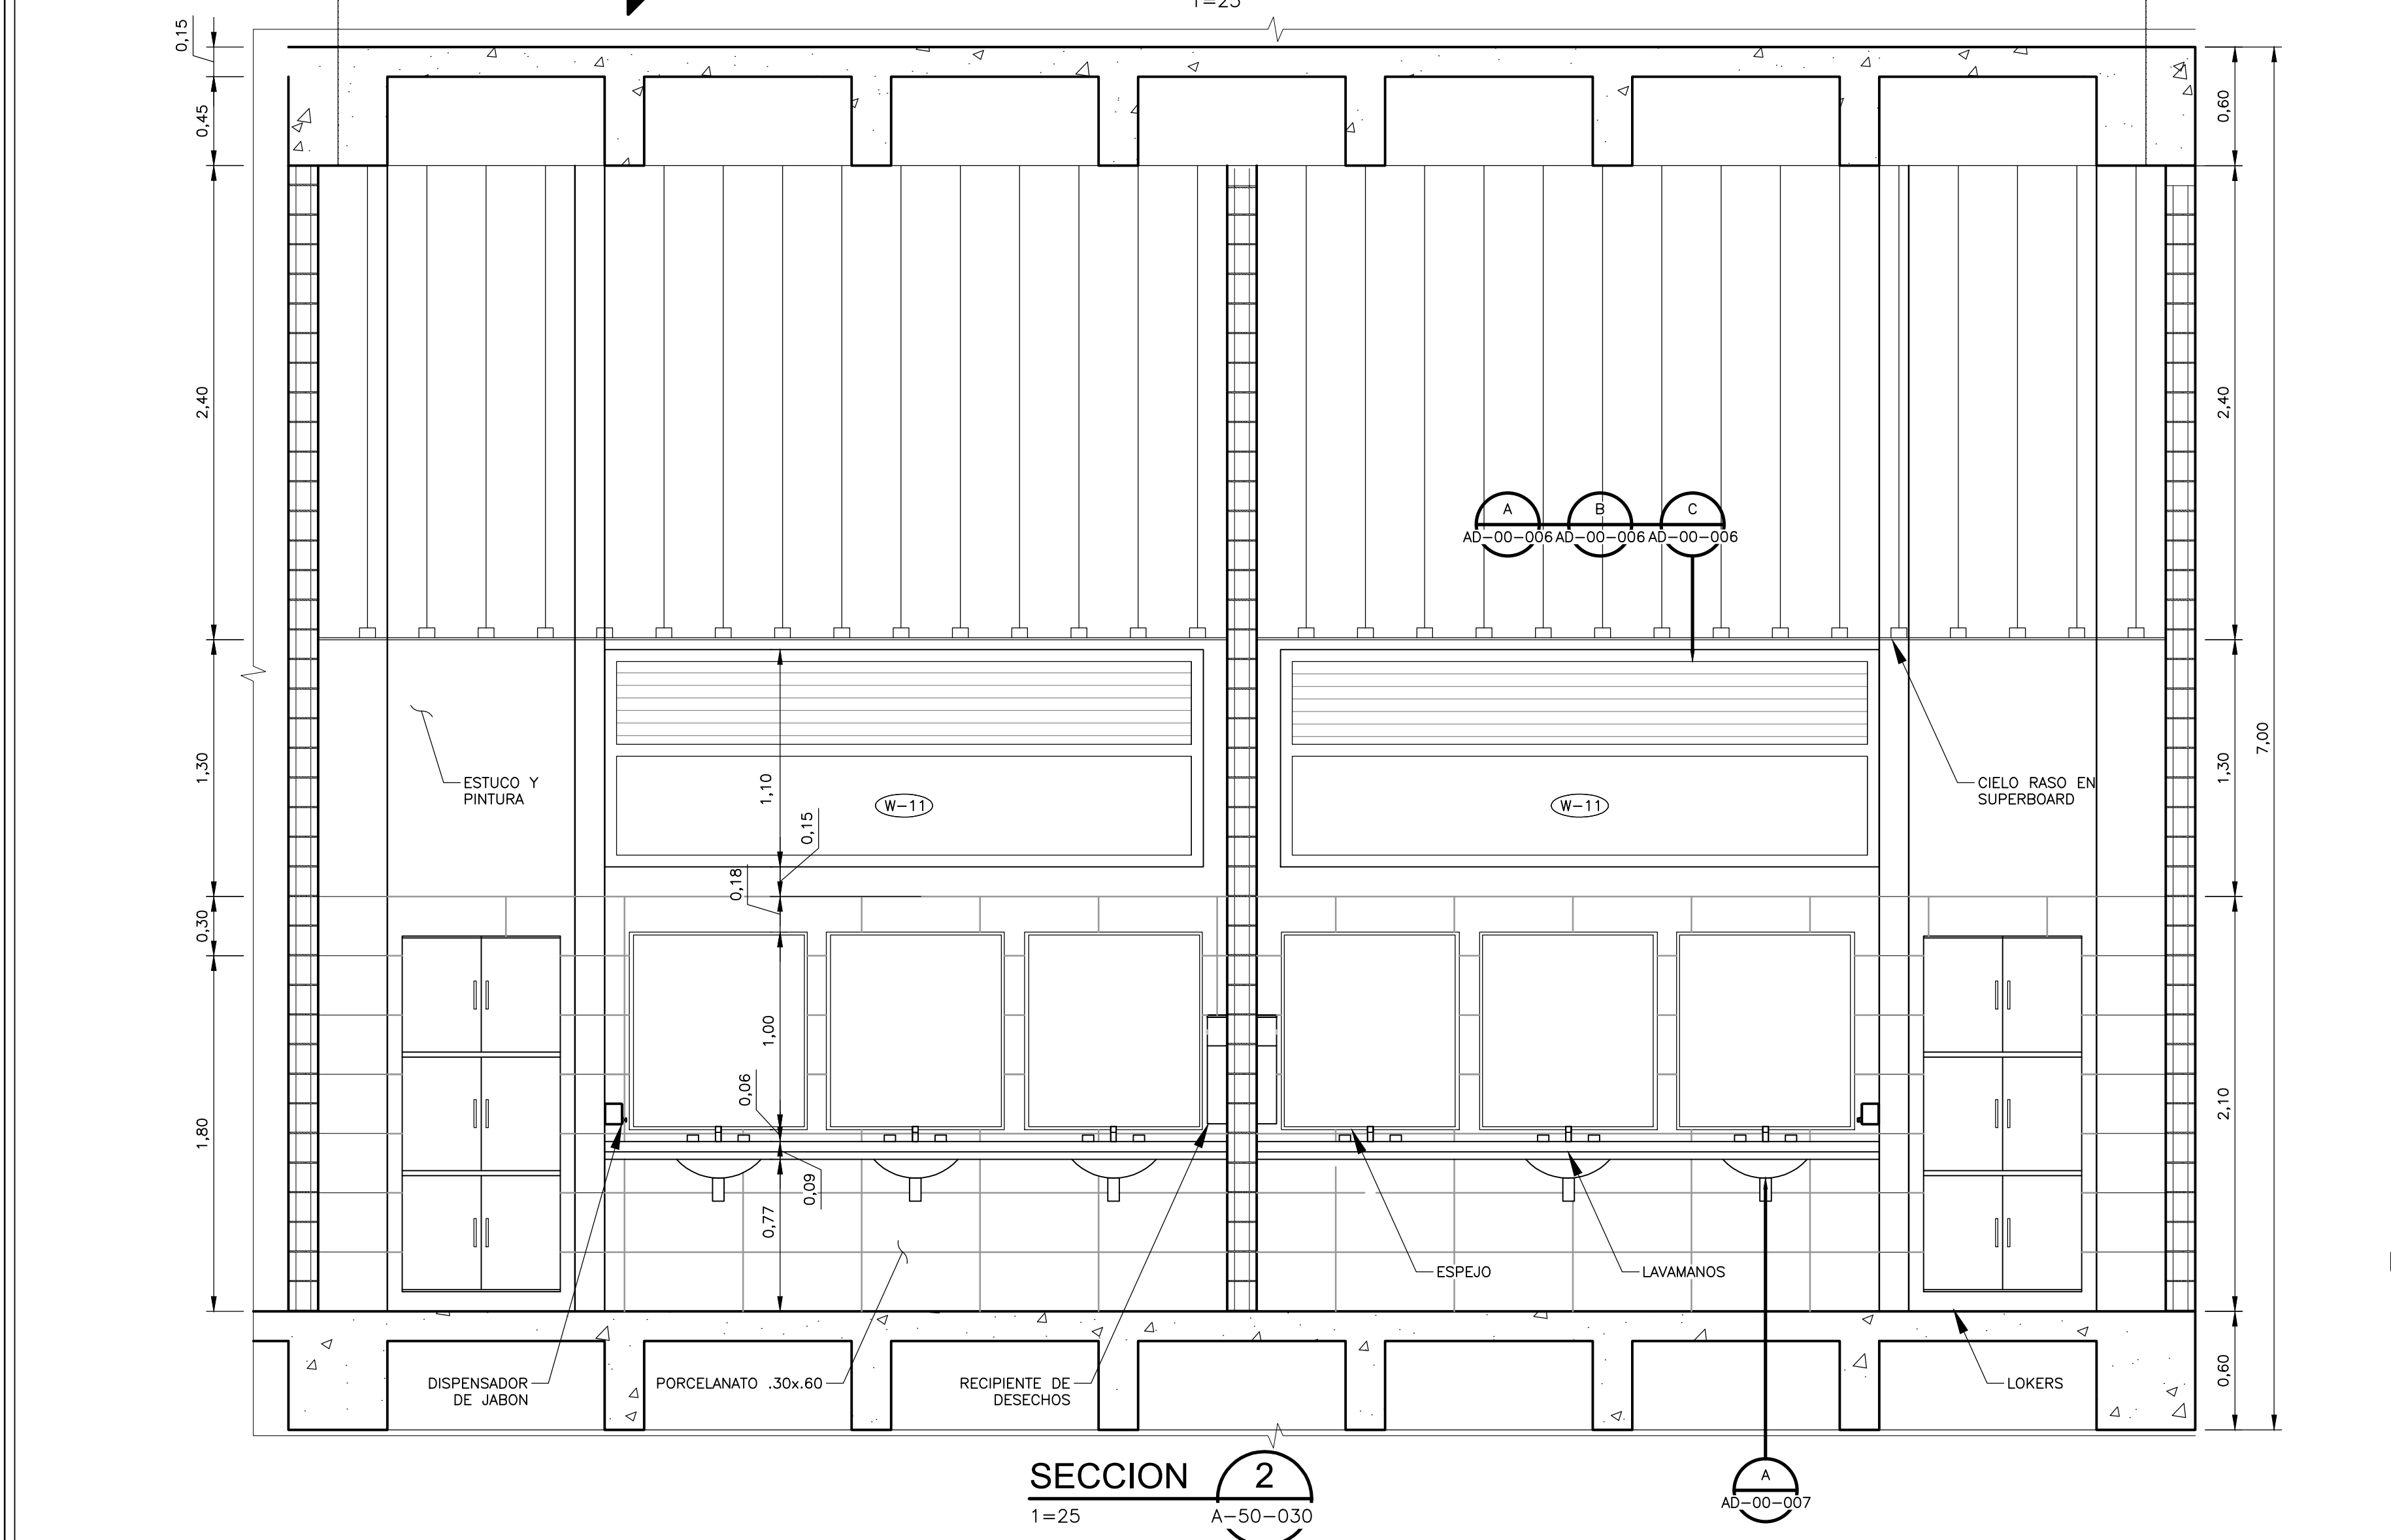 1=25
0,15
0,45
0,60
2,40
2,40
A
B
C
AD-00-006
AD-00-006
AD-00-006
7,00
1,30
1,30
ESTUCO Y
PINTURA
1,10
W-11
W-11
CIELO RASO EN
SUPERBOARD
0,15
0,18
0,30
1,00
0,06
1,80
2,10
0,09
0,77
ESPEJO
LAVAMANOS
DISPENSADOR
DE JABON
PORCELANATO .30x.60
RECIPIENTE DE
DESECHOS
LOKERS
0,60
SECCION
2
1=25
A-50-030
A
AD-00-007